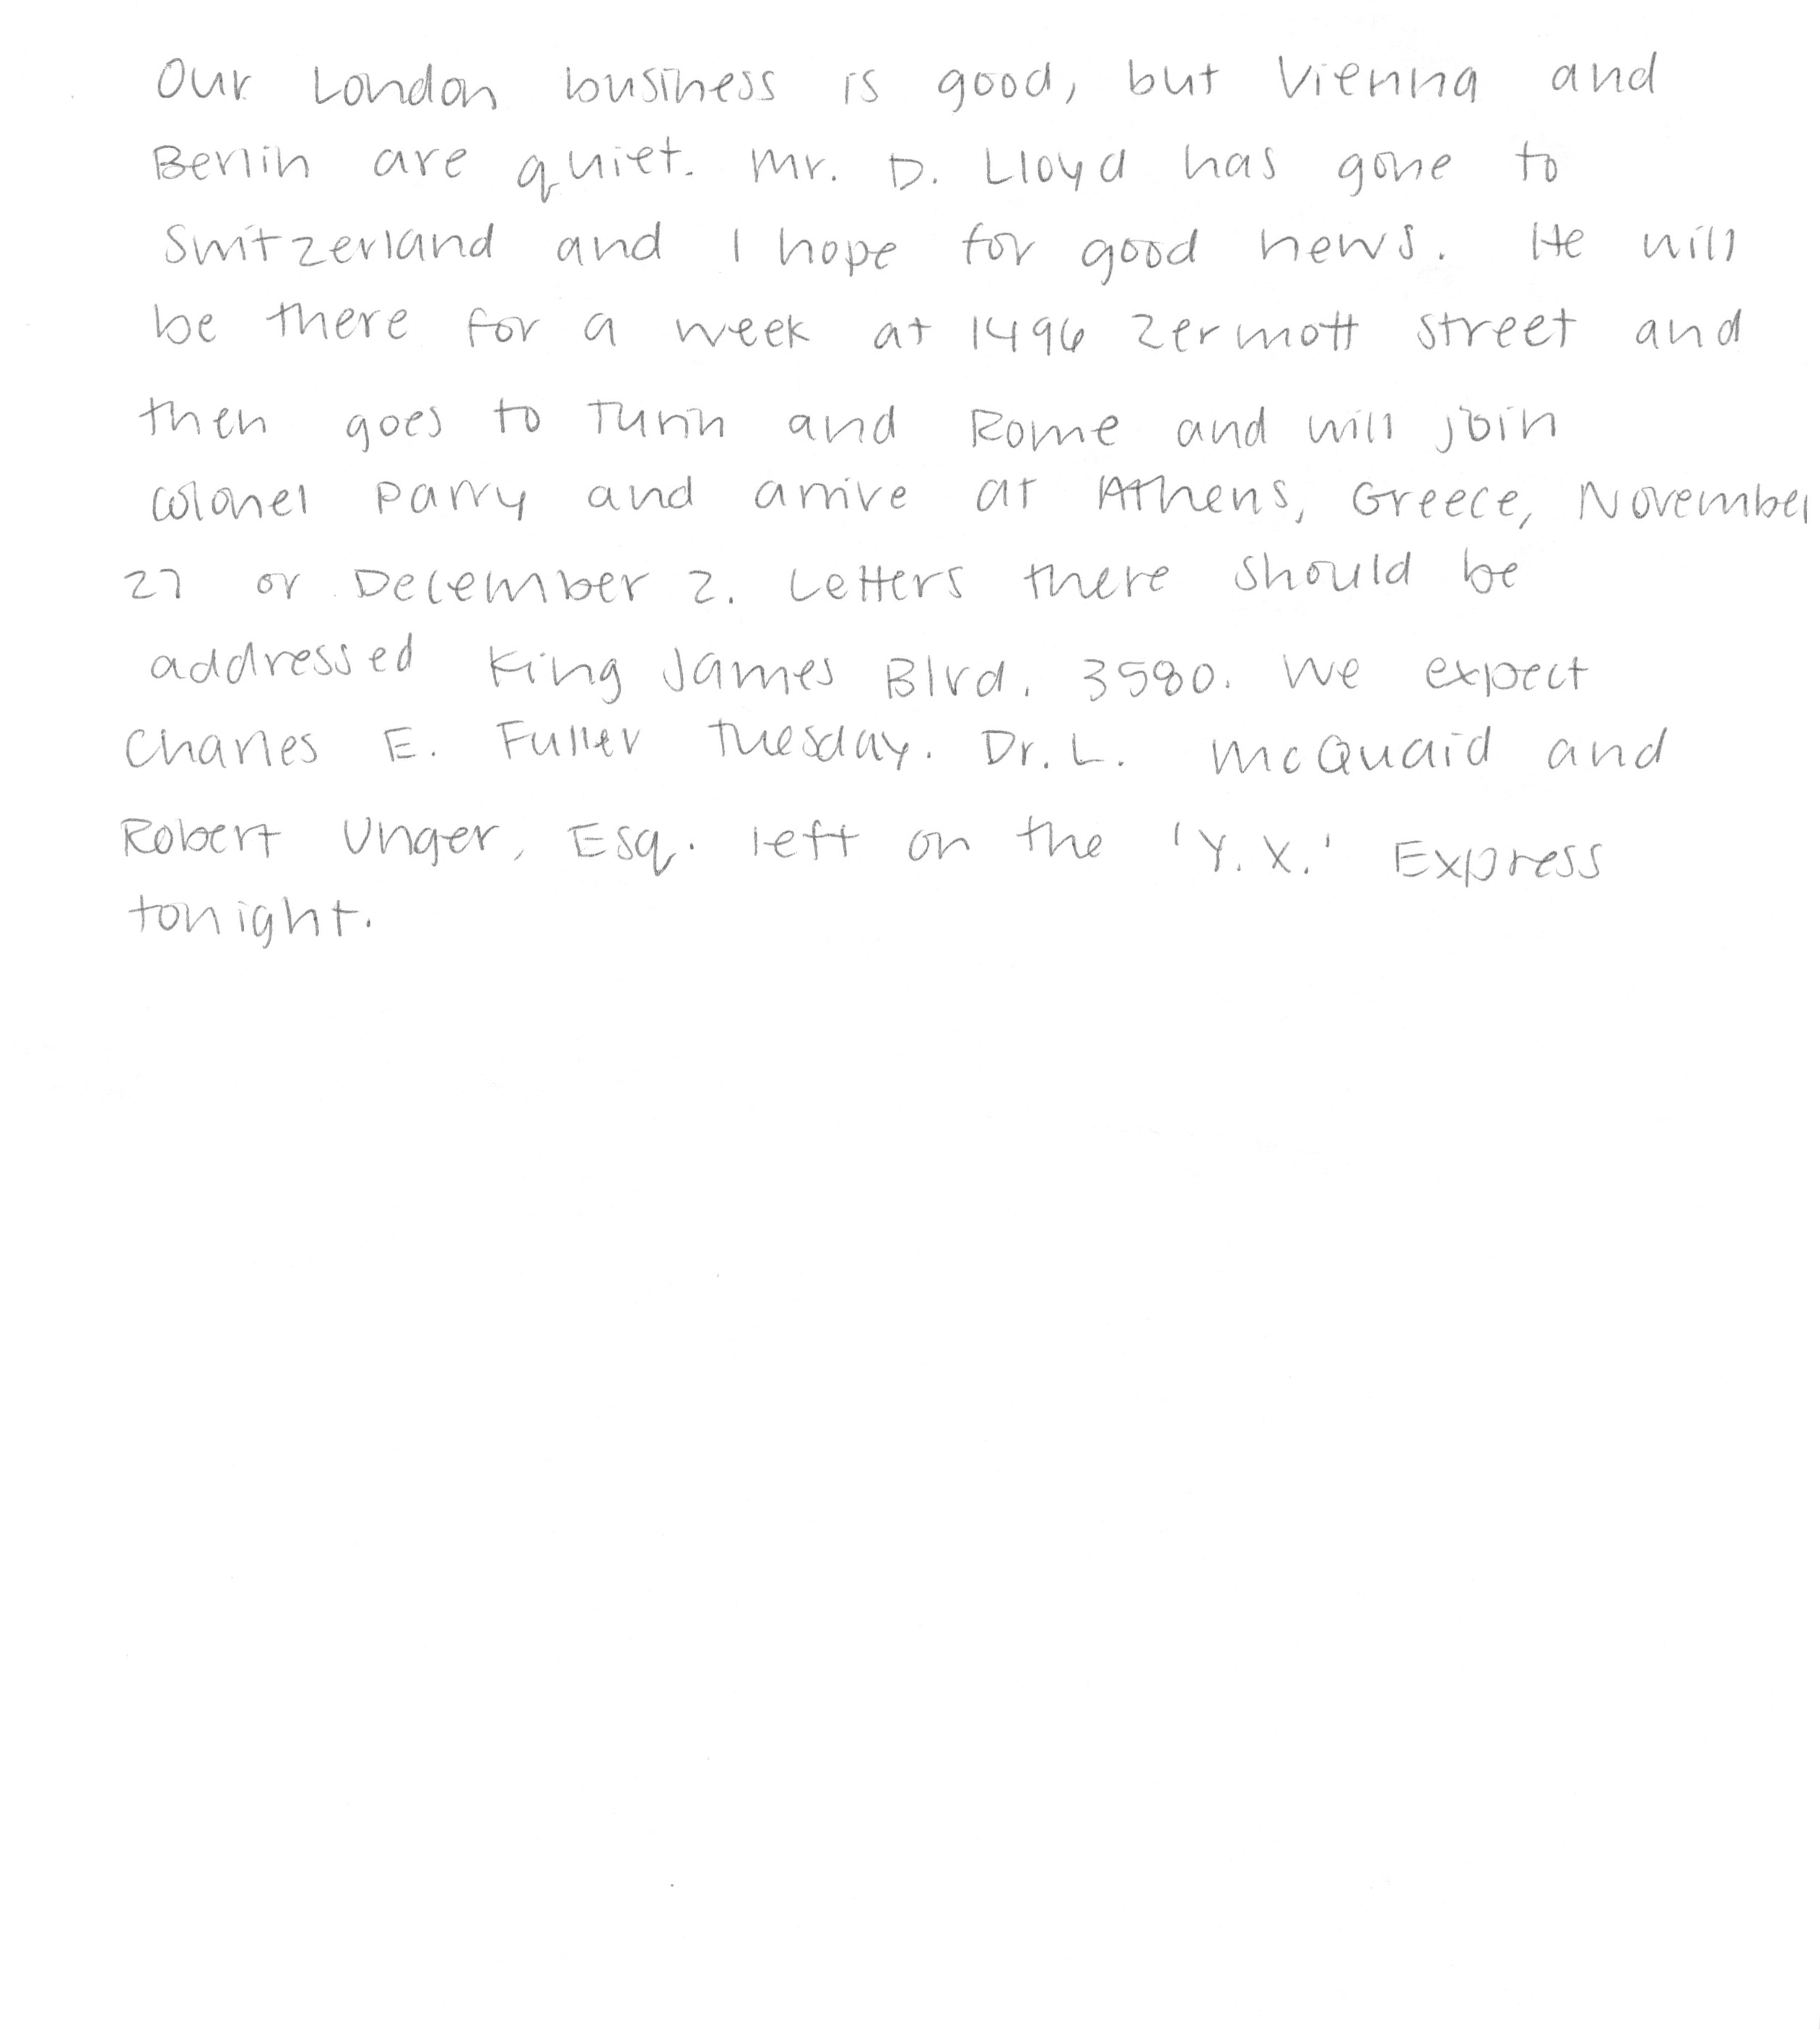 Our London business is good, but Vienna and
Berlin are quiet. Mr. D. Lloyd has gone to
Switzerland and I hope for good news. He will
be there for a week at 1496 Zermott street and
then goes to Turin and Rome and will join
Colonel Parry and arrive at Athens, Greece, November
27 or December 2. Letters there should be
addressed King James Blvd. 3580. We expect
Charles E. Fuller Tuesday. Dr. L. McQuaid and
Robert Unger, Esq. left on the 'Y.X.' Express
tonight.